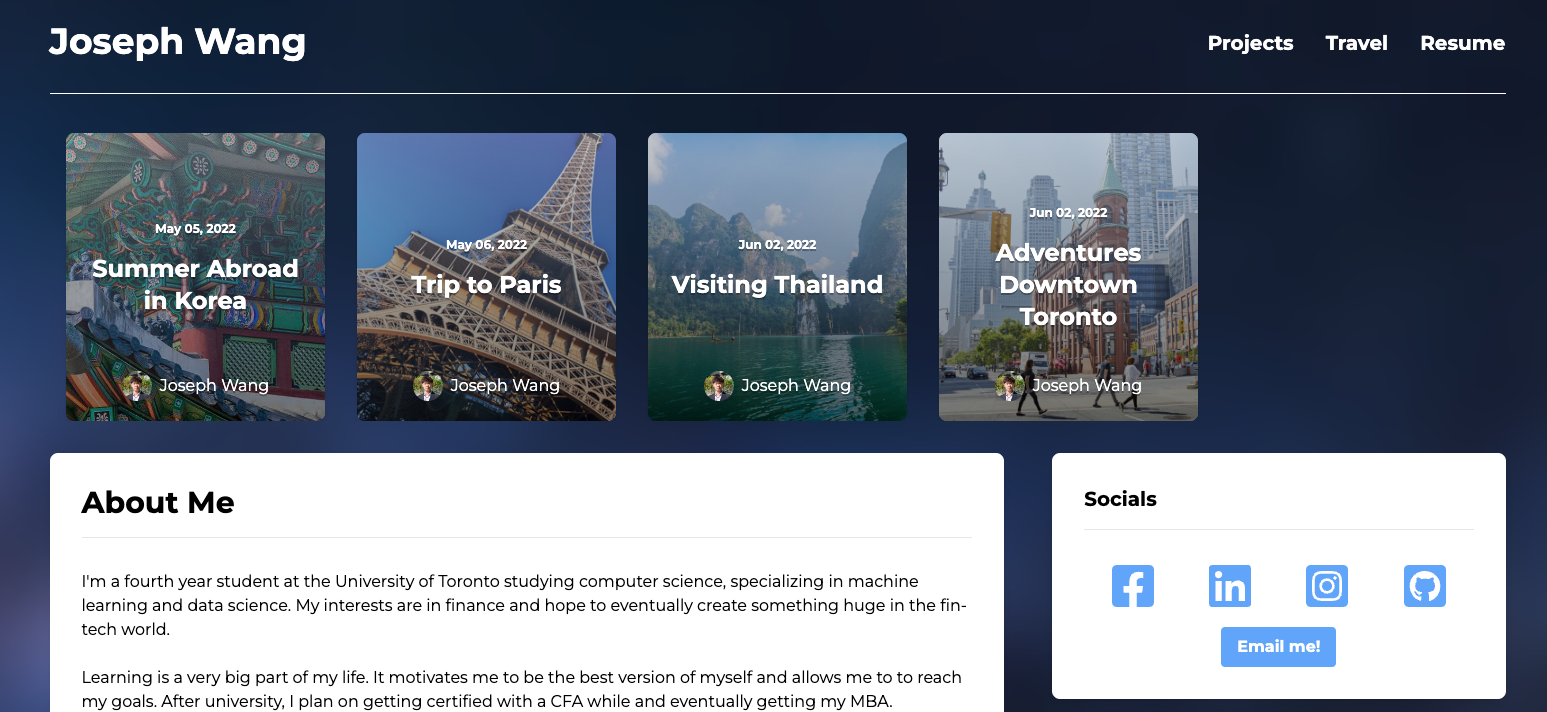 Joseph Wang
Projects Travel Resume
May 05, 2022
Summer Abroad
in Korea
Joseph Wang
May 06, 2022
Trip to Paris
Joseph Wang
Jun 02, 2022
Visiting Thailand
Joseph Wang
Jun 02, 2022
Adventures
Downtown
Toronto
Joseph Wang
About Me
I'm a fourth year student at the University of Toronto studying computer science, specializing in machine
learning and data science. My interests are in finance and hope to eventually create something huge in the fin-
tech world.
Learning is a very big part of my life. It motivates me to be the best version of myself and allows me to to reach
my goals. After university, I plan on getting certified with a CFA while and eventually getting my MBA.
Socials
Email me!